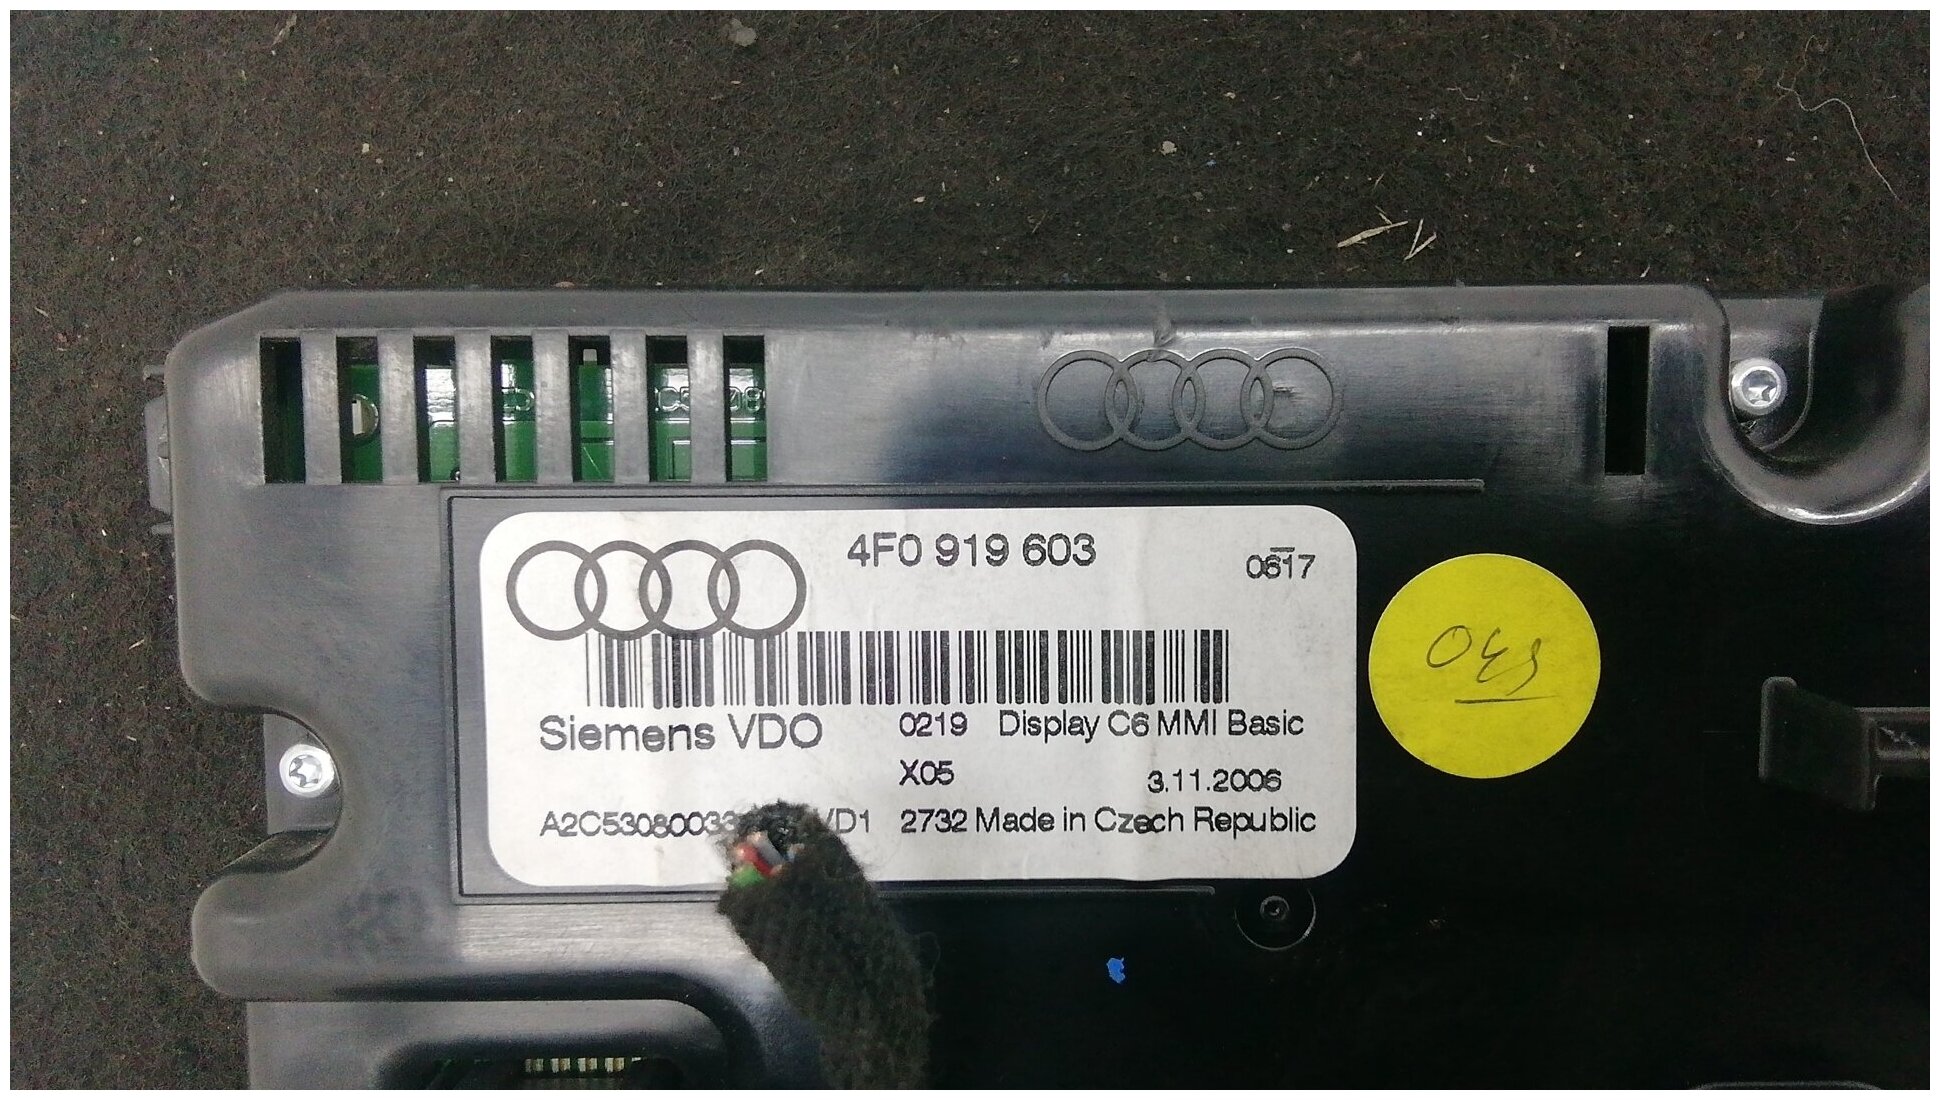 4F0 919 603
0617
Siemens VDO
0219 Display C6 MMI Basic
X05
3.11.2006
VD1 2732 Made in Czech Republic